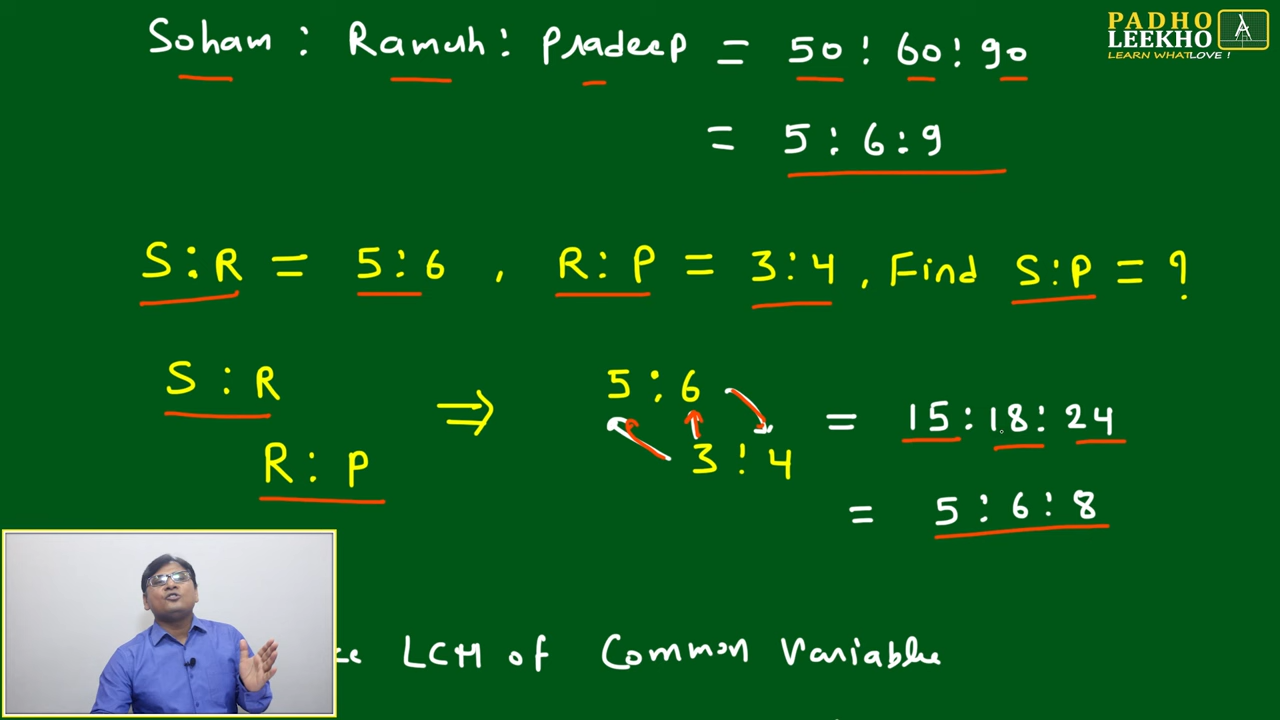 Soham : Ramesh : Pradeep = 50 : 60 : 90
PADHO
LEEKHO
LEARN WHAT LOVE !
= 5 : 6 : 9
S : R = 5 : 6 , R : P = 3 : 4 , Find S : P = ?
S : R ⇒ 5 : 6 = 15 : 18 : 24
R : P 3 : 4
= 5 : 6 : 8
LCM of Common Variable